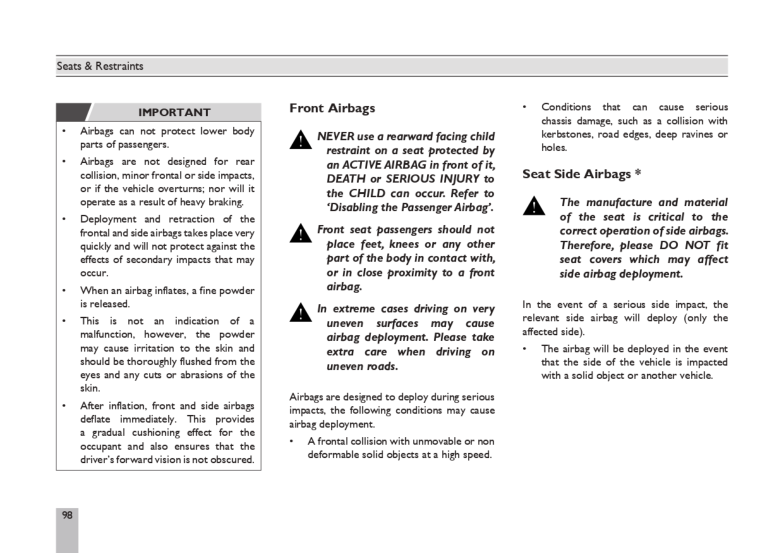 Seats & Restraints
IMPORTANT
• Airbags can not protect lower body
parts of passengers.
• Airbags are not designed for rear
collision, minor frontal or side impacts,
or if the vehicle overturns; nor will it
operate as a result of heavy braking.
• Deployment and retraction of the
frontal and side airbags takes place very
quickly and will not protect against the
effects of secondary impacts that may
occur.
• When an airbag inflates, a fine powder
is released.
• This is not an indication of a
malfunction, however, the powder
may cause irritation to the skin and
should be thoroughly flushed from the
eyes and any cuts or abrasions of the
skin.
• After inflation, front and side airbags
deflate immediately. This provides
a gradual cushioning effect for the
occupant and also ensures that the
driver's forward vision is not obscured.
Front Airbags
NEVER use a rearward facing child
restraint on a seat protected by
an ACTIVE AIRBAG in front of it,
DEATH or SERIOUS INJURY to
the CHILD can occur. Refer to
‘Disabling the Passenger Airbag’.
Front seat passengers should not
place feet, knees or any other
part of the body in contact with,
or in close proximity to a front
airbag.
In extreme cases driving on very
uneven surfaces may cause
airbag deployment. Please take
extra care when driving on
uneven roads.
Airbags are designed to deploy during serious
impacts, the following conditions may cause
airbag deployment.
• A frontal collision with unmovable or non
deformable solid objects at a high speed.
• Conditions that can cause serious
chassis damage, such as a collision with
kerbstones, road edges, deep ravines or
holes.
Seat Side Airbags *
The manufacture and material
of the seat is critical to the
correct operation of side airbags.
Therefore, please DO NOT fit
seat covers which may affect
side airbag deployment.
In the event of a serious side impact, the
relevant side airbag will deploy (only the
affected side).
• The airbag will be deployed in the event
that the side of the vehicle is impacted
with a solid object or another vehicle.
98